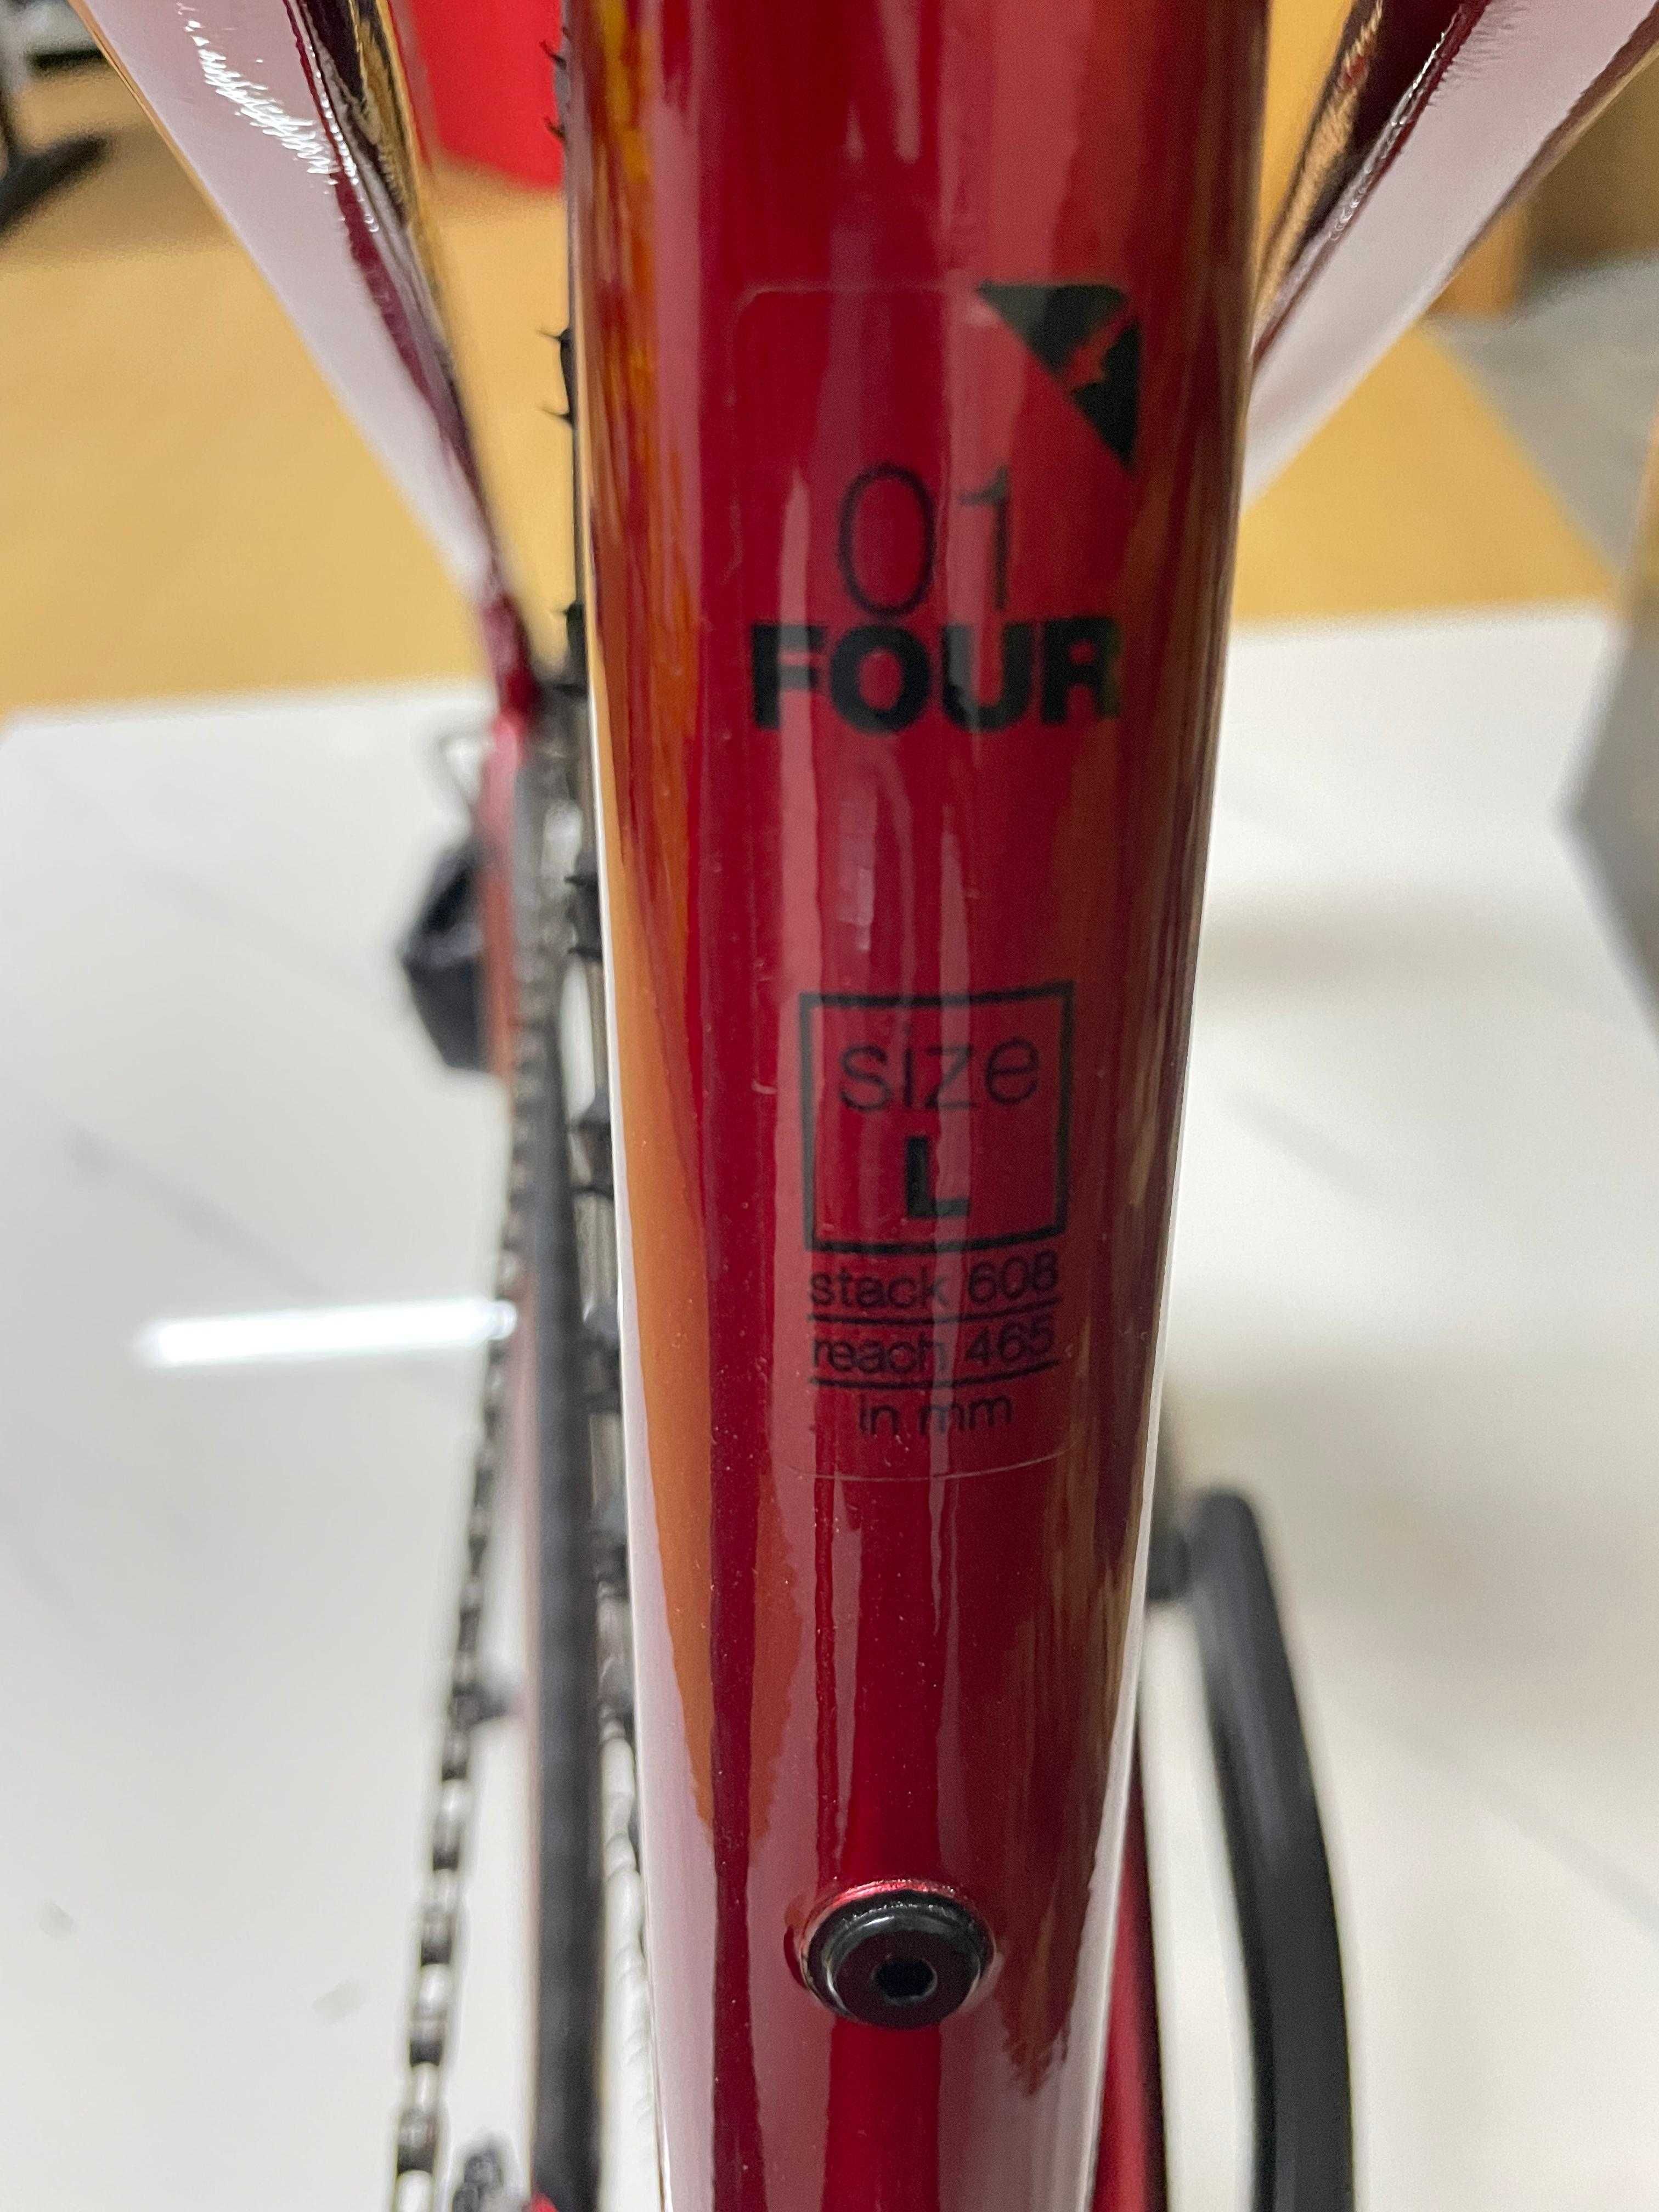 01
FOUR
size
L
stack 608
reach 465
in mm